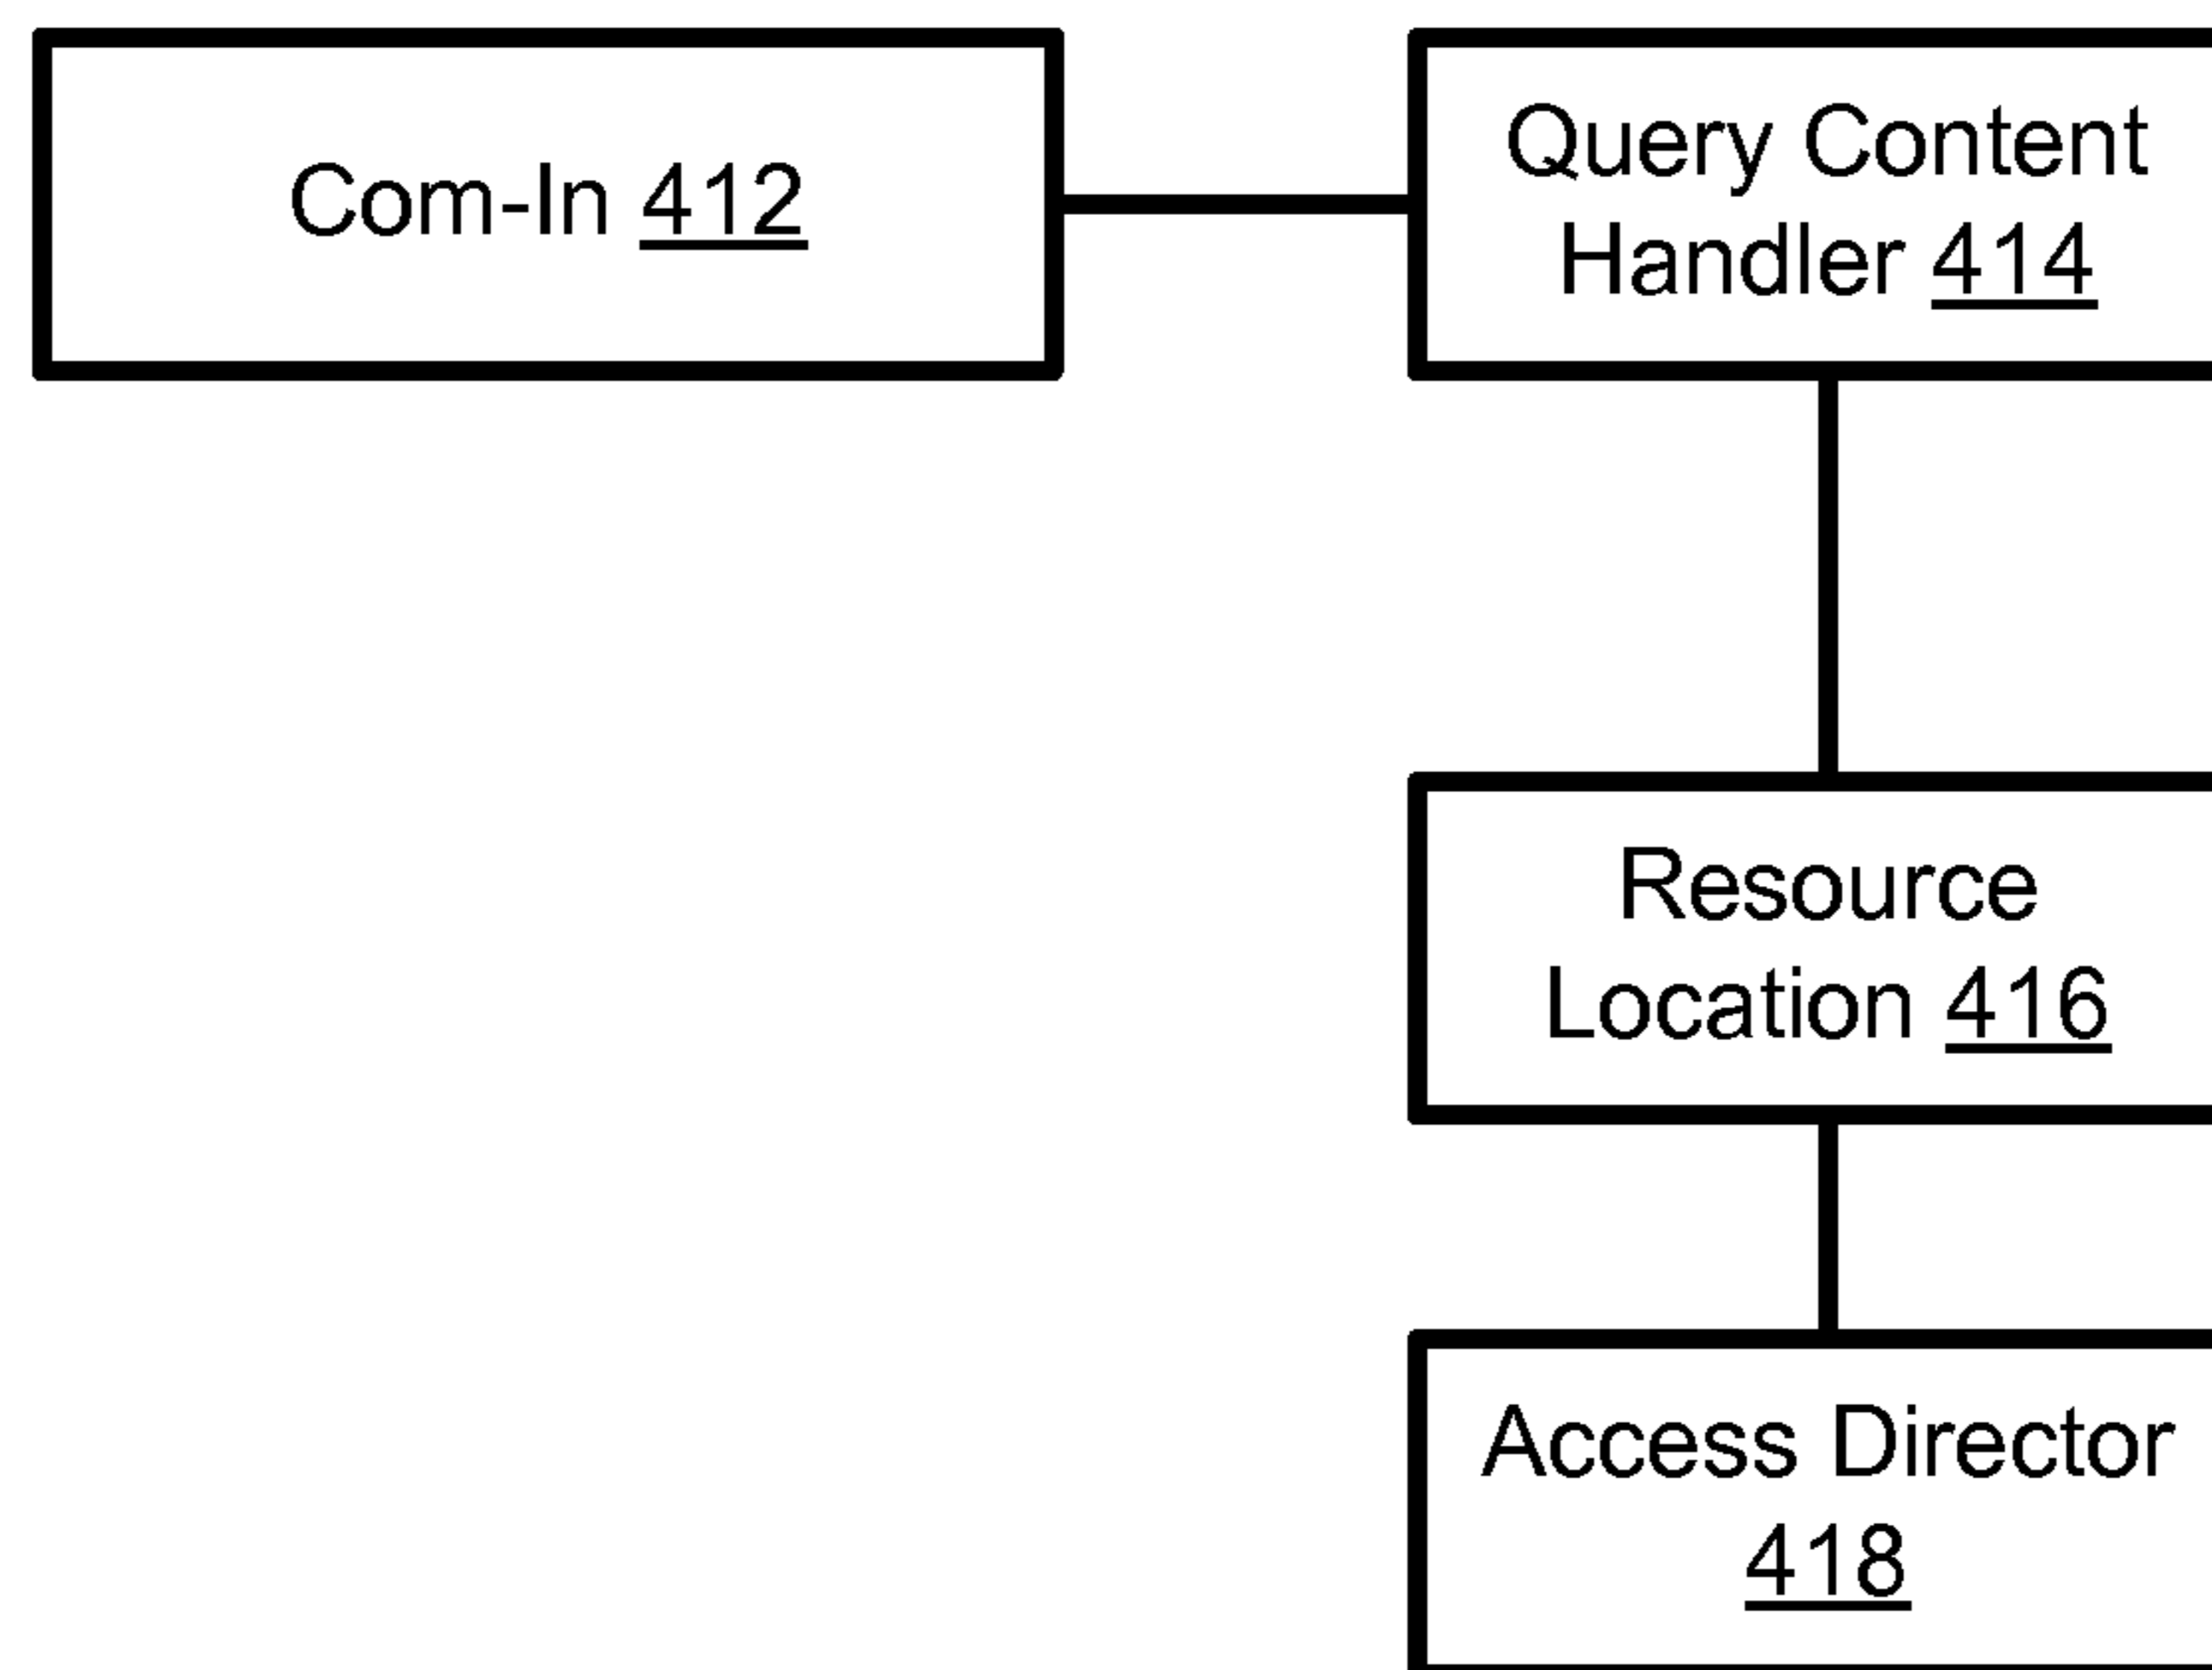 Com-In 412
Query Content
Handler 414
Resource
Location 416
Access Director
418